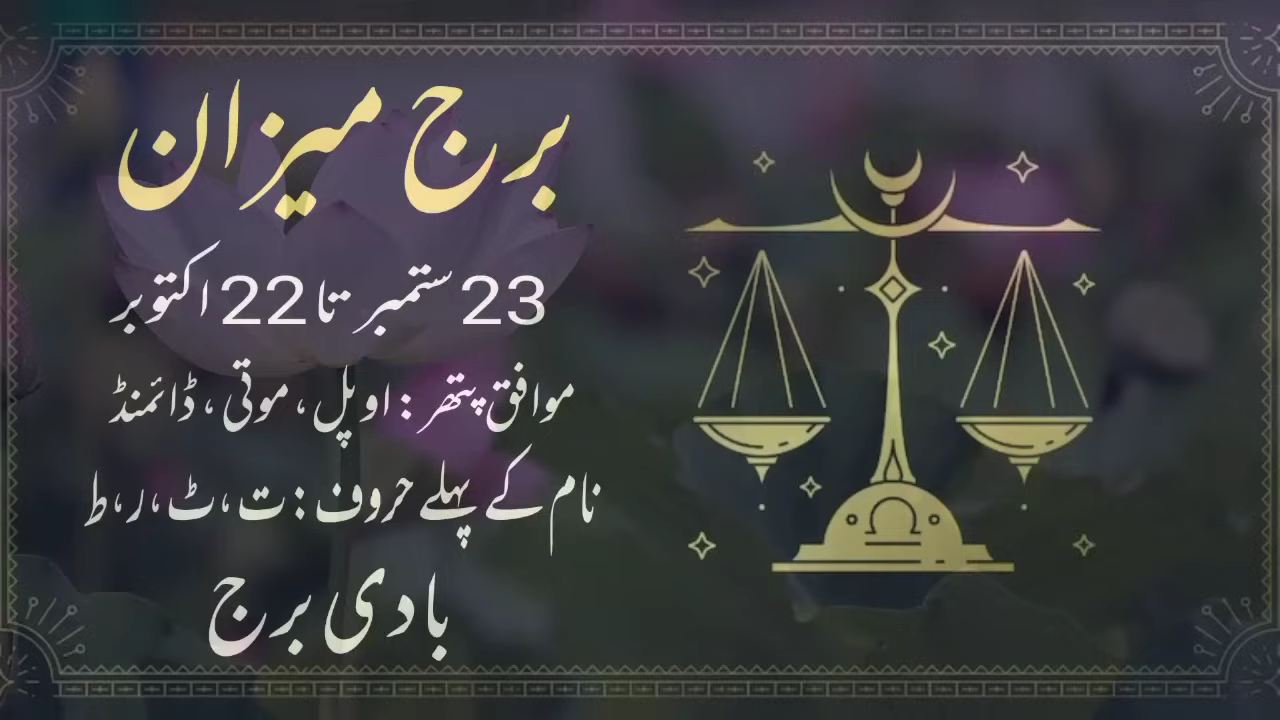 برج میزان
23 ستمبر تا 22 اکتوبر
موافق پتھر : اوپل ، موتی ، ڈائمنڈ
نام کے پہلے حروف : ت ، ٹ ، ر ، ط
بادی برج